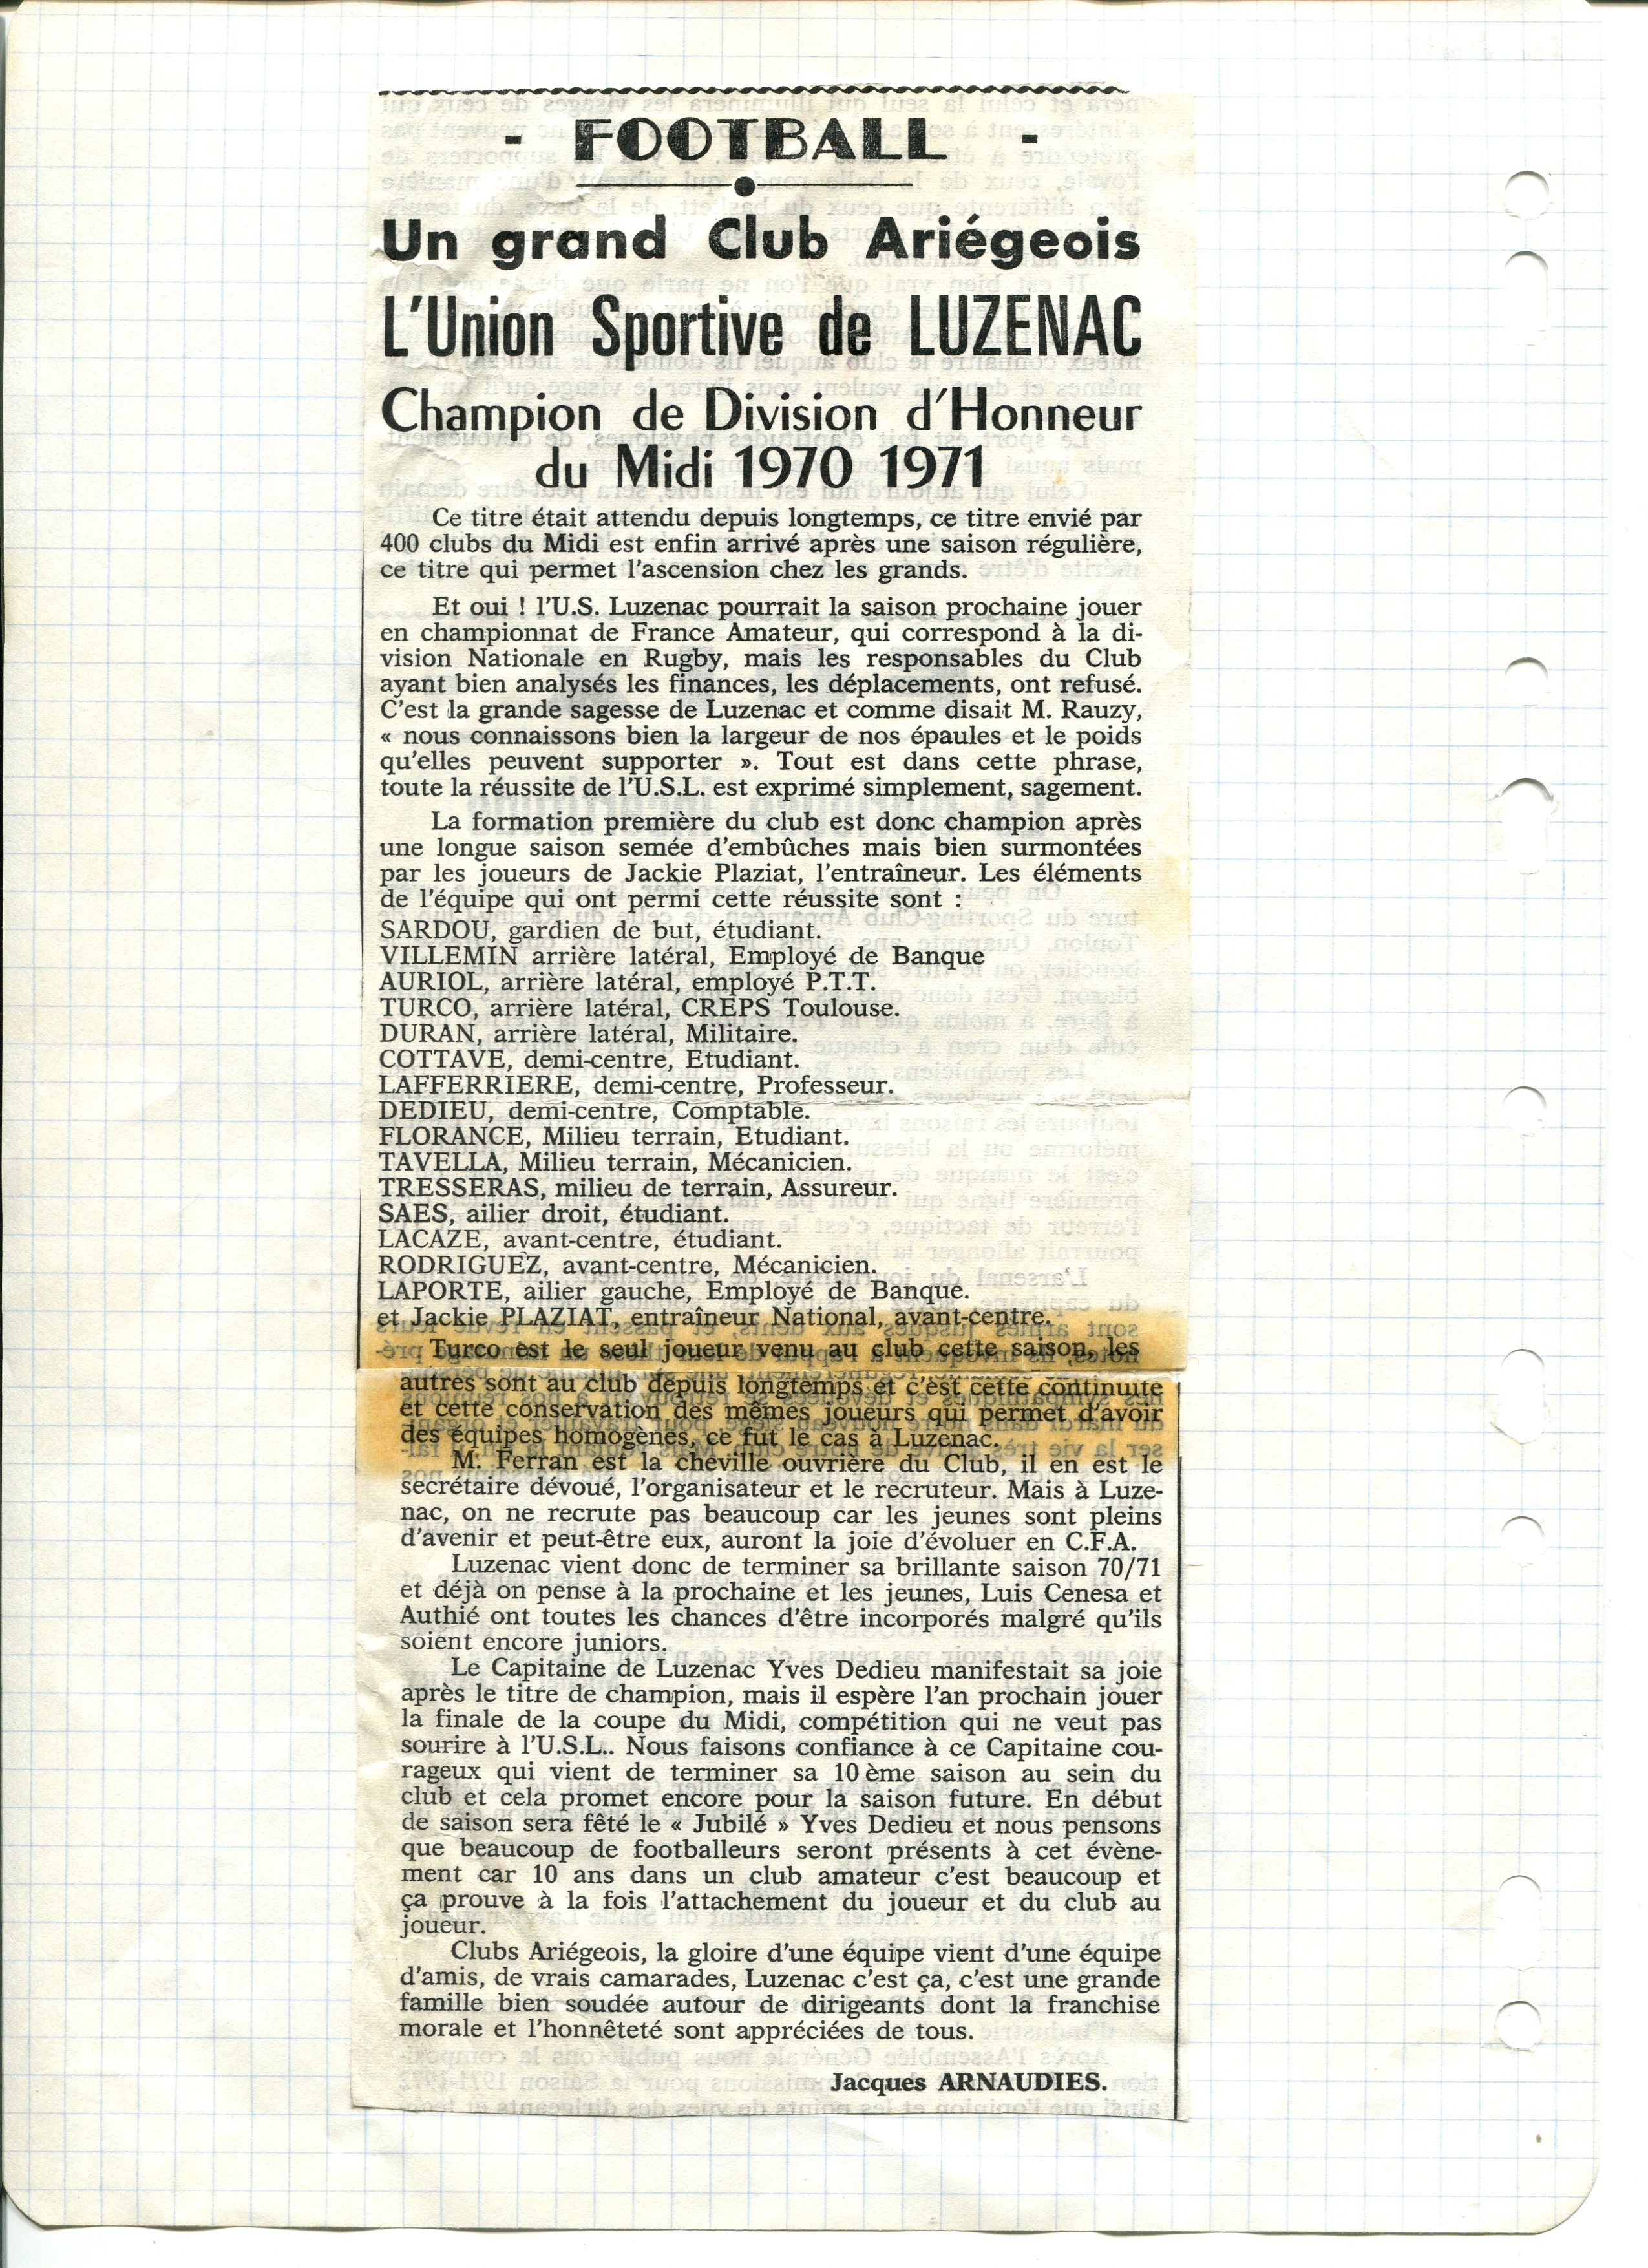 - FOOTBALL -
Un grand Club Ariégeois
L'Union Sportive de LUZENAC
Champion de Division d'Honneur
du Midi 1970 1971
Ce titre était attendu depuis longtemps, ce titre envié par
400 clubs du Midi est enfin arrivé après une saison régulière,
ce titre qui permet l'ascension chez les grands.
Et oui ! l'U.S. Luzenac pourrait la saison prochaine jouer
en championnat de France Amateur, qui correspond à la di-
vision Nationale en Rugby, mais les responsables du Club
ayant bien analysés les finances, les déplacements, ont refusé.
C'est la grande sagesse de Luzenac et comme disait M. Rauzy,
« nous connaissons bien la largeur de nos épaules et le poids
qu'elles peuvent supporter ». Tout est dans cette phrase,
toute la réussite de l'U.S.L. est exprimé simplement, sagement.
La formation première du club est donc champion après
une longue saison semée d'embûches mais bien surmontées
par les joueurs de Jackie Plaziat, l'entraîneur. Les éléments
de l'équipe qui ont permi cette réussite sont :
SARDOU, gardien de but, étudiant.
VILLEMIN arrière latéral, Employé de Banque
AURIOL, arrière latéral, employé P.T.T.
TURCO, arrière latéral, CREPS Toulouse.
DURAN, arrière latéral, Militaire.
COTTAVE, demi-centre, Etudiant.
LAFFERRIERE, demi-centre, Professeur.
DEDIEU, demi-centre, Comptable.
FLORANCE, Milieu terrain, Etudiant.
TAVELLA, Milieu terrain, Mécanicien.
TRESSERAS, milieu de terrain, Assureur.
SAES, ailier droit, étudiant.
LACAZE, avant-centre, étudiant.
RODRIGUEZ, avant-centre, Mécanicien.
LAPORTE, ailier gauche, Employé de Banque.
et Jackie PLAZIAT, entraîneur National, avant-centre.
Turco est le seul joueur venu au club cette saison, les
autres sont au club depuis longtemps et c'est cette continuite
et cette conservation des mêmes joueurs qui permet d'avoir
des équipes homogènes, ce fut le cas à Luzenac.
M. Ferran est la cheville ouvrière du Club, il en est le
secrétaire dévoué, l'organisateur et le recruteur. Mais à Luze-
nac, on ne recrute pas beaucoup car les jeunes sont pleins
d'avenir et peut-être eux, auront la joie d'évoluer en C.F.A.
Luzenac vient donc de terminer sa brillante saison 70/71
et déjà on pense à la prochaine et les jeunes, Luis Cenesa et
Authié ont toutes les chances d'être incorporés malgré qu'ils
soient encore juniors.
Le Capitaine de Luzenac Yves Dedieu manifestait sa joie
après le titre de champion, mais il espère l'an prochain jouer
la finale de la coupe du Midi, compétition qui ne veut pas
sourire à l'U.S.L.. Nous faisons confiance à ce Capitaine cou-
rageux qui vient de terminer sa 10ème saison au sein du
club et cela promet encore pour la saison future. En début
de saison sera fêté le « Jubilé » Yves Dedieu et nous pensons
que beaucoup de footballeurs seront présents à cet évène-
ment car 10 ans dans un club amateur c'est beaucoup et
ça prouve à la fois l'attachement du joueur et du club au
joueur.
Clubs Ariégeois, la gloire d'une équipe vient d'une équipe
d'amis, de vrais camarades, Luzenac c'est ça, c'est une grande
famille bien soudée autour de dirigeants dont la franchise
morale et l'honnêteté sont appréciées de tous.
Jacques ARNAUDIES.